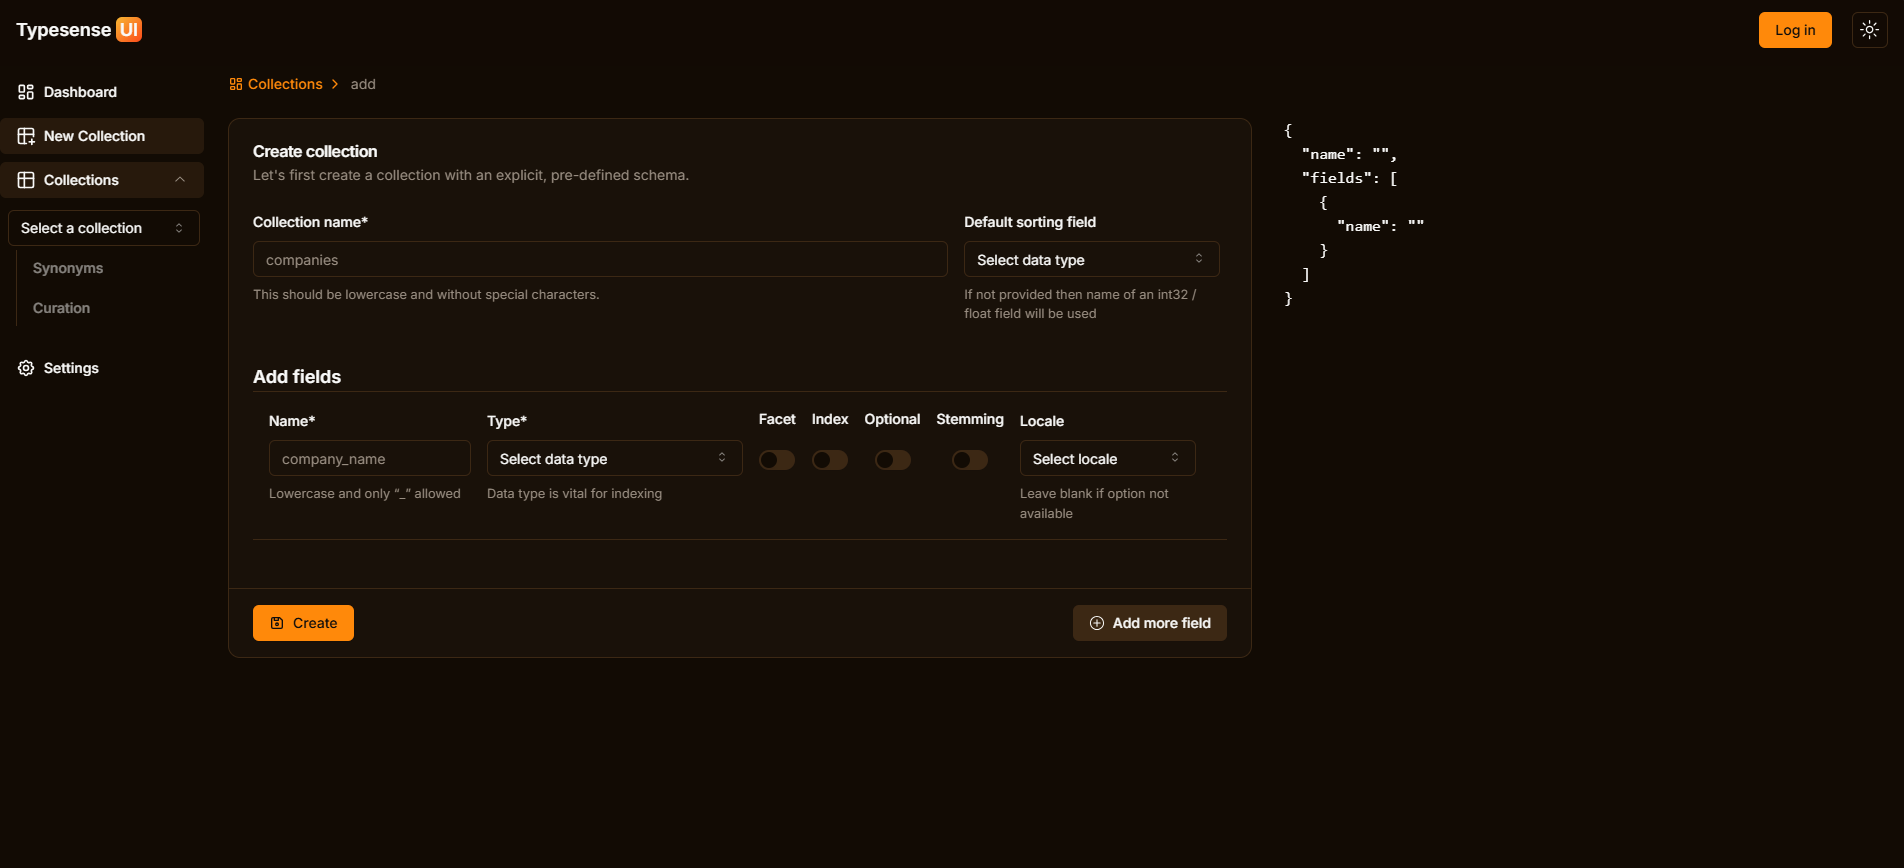 Typesense UI
Log in
Dashboard
New Collection
Collections
Select a collection
Synonyms
Curation
Settings
Collections
add
Create collection
Let's first create a collection with an explicit, pre-defined schema.
Collection name*
companies
This should be lowercase and without special characters.
Default sorting field
Select data type
If not provided then name of an int32 /
float field will be used
Add fields
Name*
company_name
Lowercase and only “_” allowed
Type*
Select data type
Data type is vital for indexing
Facet
Index
Optional
Stemming
Locale
Select locale
Leave blank if option not
available
Create
Add more field
{
"name": "",
"fields": [
{
"name": ""
}
]
}